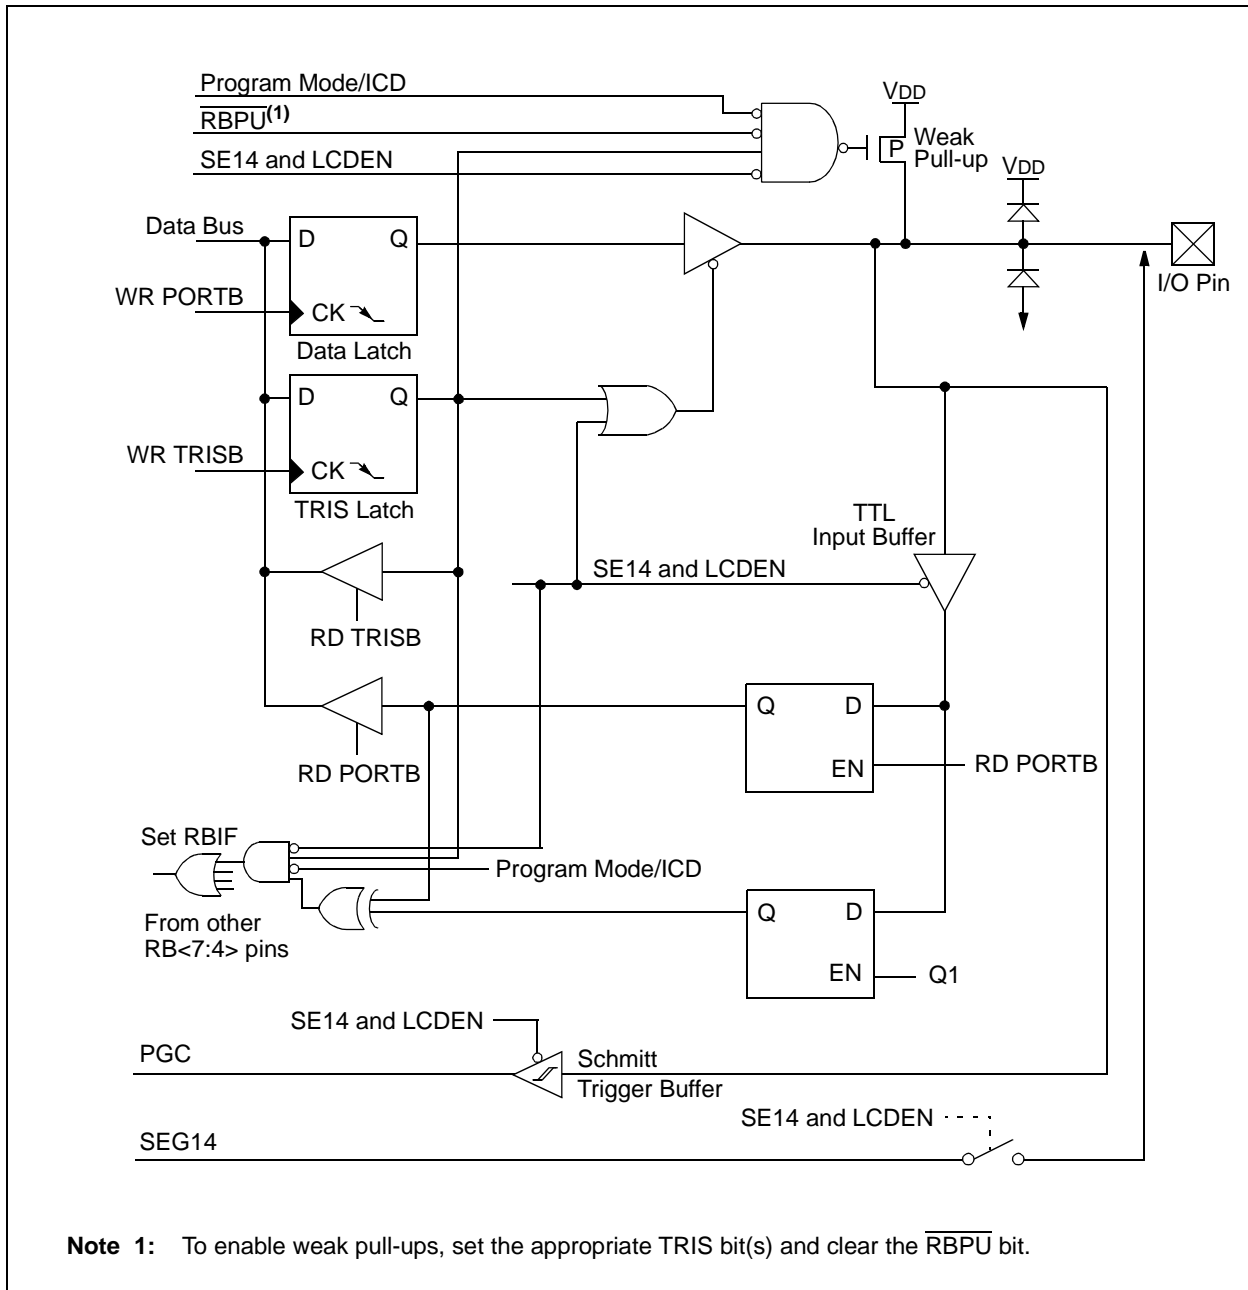 Program Mode/ICD
RBPU(1)
SE14 and LCDEN
VDD
P
Weak
Pull-up
VDD
Data Bus
D
Q
WR PORTB
CK
Data Latch
I/O Pin
D
Q
WR TRISB
CK
TRIS Latch
TTL
Input Buffer
SE14 and LCDEN
RD TRISB
Q
D
EN
RD PORTB
RD PORTB
Set RBIF
Program Mode/ICD
From other
RB<7:4> pins
Q
D
EN
Q1
SE14 and LCDEN
PGC
Schmitt
Trigger Buffer
SE14 and LCDEN
SEG14
Note 1: To enable weak pull-ups, set the appropriate TRIS bit(s) and clear the RBPU bit.